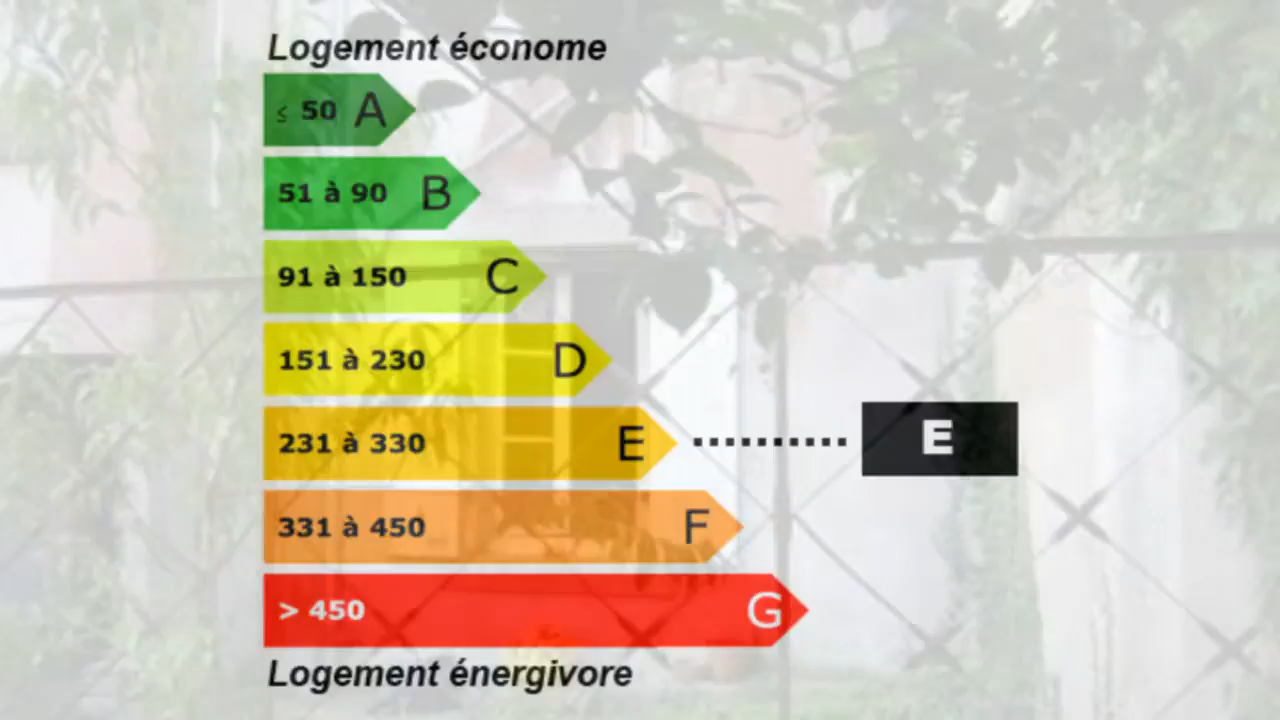 Logement économe
≤ 50 A
51 à 90 B
91 à 150 C
151 à 230 D
231 à 330 E
E
331 à 450 F
> 450 G
Logement énergivore